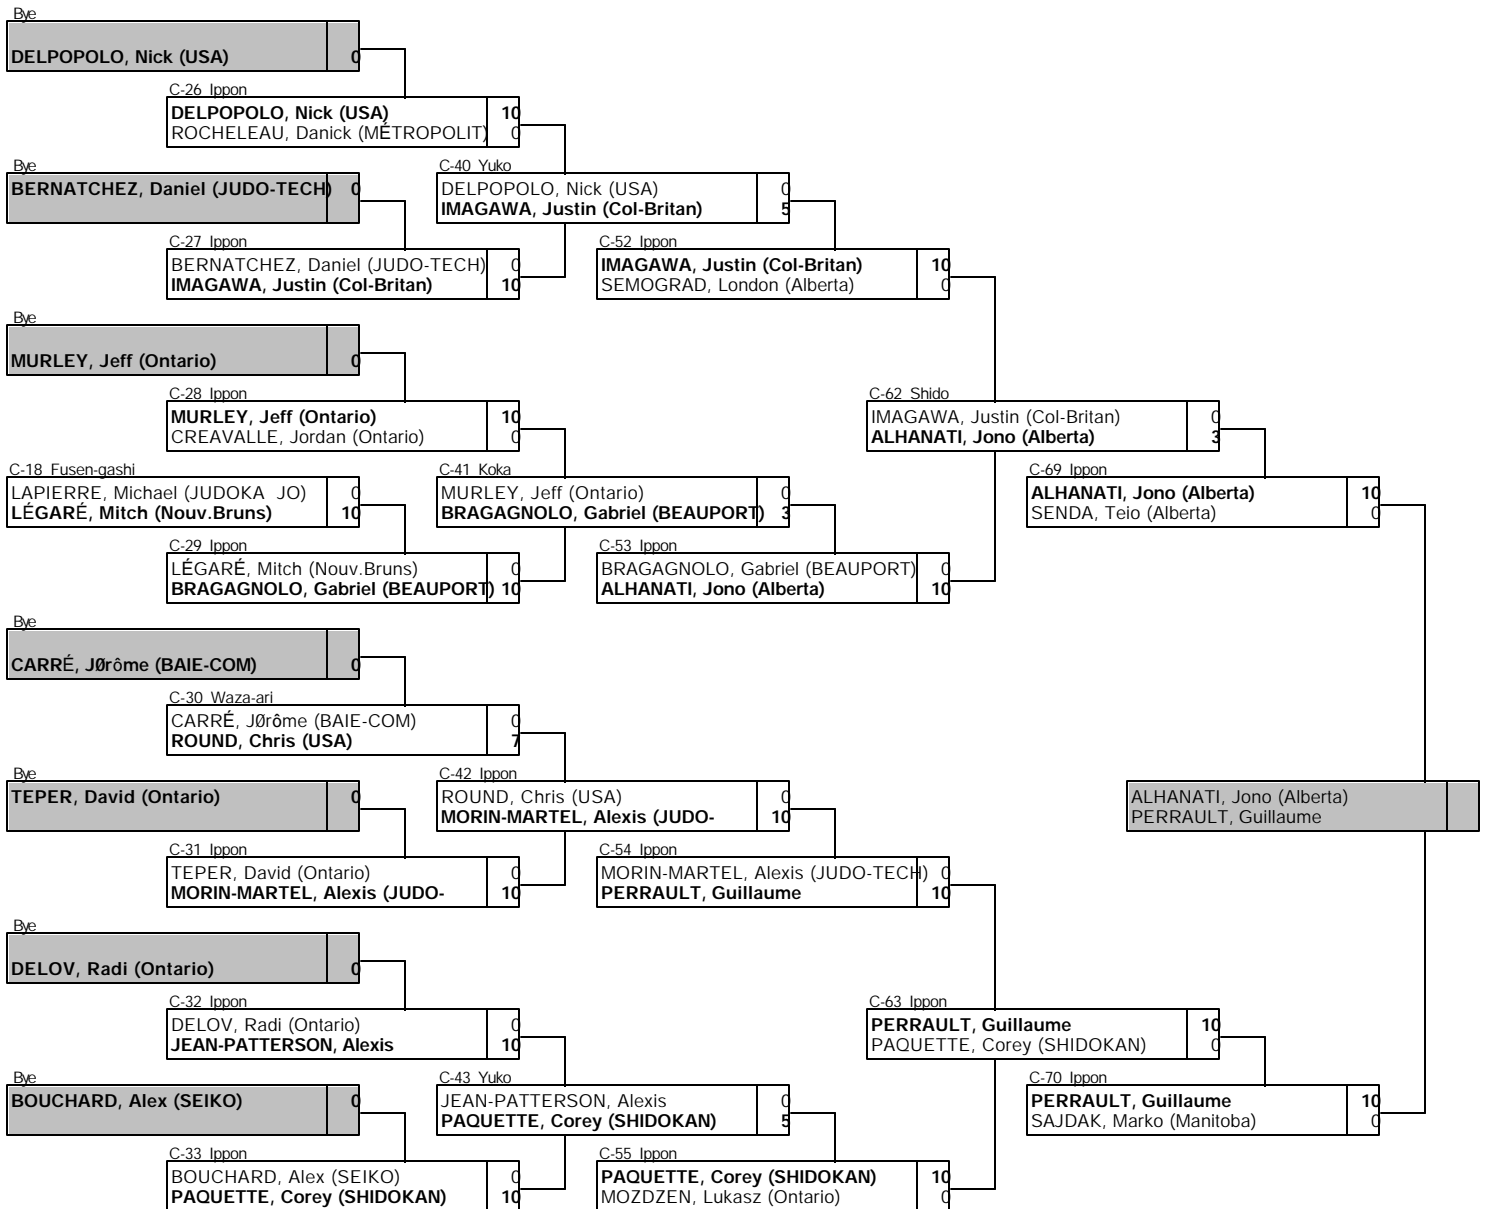 Bye
DELPOPOLO, Nick (USA) 0
C-26 Ippon
DELPOPOLO, Nick (USA) 10
ROCHELEAU, Danick (MÉTROPOLIT) 0
Bye
BERNATCHEZ, Daniel (JUDO-TECH) 0
C-40 Yuko
DELPOPOLO, Nick (USA) 0
IMAGAWA, Justin (Col-Britan) 5
C-27 Ippon
BERNATCHEZ, Daniel (JUDO-TECH) 0
IMAGAWA, Justin (Col-Britan) 10
C-52 Ippon
IMAGAWA, Justin (Col-Britan) 10
SEMOGRAD, London (Alberta) 0
Bye
MURLEY, Jeff (Ontario) 0
C-28 Ippon
MURLEY, Jeff (Ontario) 10
CREAVALLE, Jordan (Ontario) 0
C-62 Shido
IMAGAWA, Justin (Col-Britan) 0
ALHANATI, Jono (Alberta) 3
C-18 Fusen-gashi
LAPIERRE, Michael (JUDOKA JO) 0
LÉGARÉ, Mitch (Nouv.Bruns) 10
C-41 Koka
MURLEY, Jeff (Ontario) 0
BRAGAGNOLO, Gabriel (BEAUPORT) 3
C-69 Ippon
ALHANATI, Jono (Alberta) 10
SENDA, Teio (Alberta) 0
C-29 Ippon
LÉGARÉ, Mitch (Nouv.Bruns) 0
BRAGAGNOLO, Gabriel (BEAUPORT) 10
C-53 Ippon
BRAGAGNOLO, Gabriel (BEAUPORT) 0
ALHANATI, Jono (Alberta) 10
Bye
CARRÉ, JØrôme (BAIE-COM) 0
C-30 Waza-ari
CARRÉ, JØrôme (BAIE-COM) 0
ROUND, Chris (USA) 7
Bye
TEPER, David (Ontario) 0
C-42 Ippon
ROUND, Chris (USA) 0
MORIN-MARTEL, Alexis (JUDO- 10
ALHANATI, Jono (Alberta)
PERRAULT, Guillaume
C-31 Ippon
TEPER, David (Ontario) 0
MORIN-MARTEL, Alexis (JUDO- 10
C-54 Ippon
MORIN-MARTEL, Alexis (JUDO-TECH) 0
PERRAULT, Guillaume 10
Bye
DELOV, Radi (Ontario) 0
C-32 Ippon
DELOV, Radi (Ontario) 0
JEAN-PATTERSON, Alexis 10
C-63 Ippon
PERRAULT, Guillaume 10
PAQUETTE, Corey (SHIDOKAN) 0
Bye
BOUCHARD, Alex (SEIKO) 0
C-43 Yuko
JEAN-PATTERSON, Alexis 0
PAQUETTE, Corey (SHIDOKAN) 5
C-70 Ippon
PERRAULT, Guillaume 10
SAJDAK, Marko (Manitoba) 0
C-33 Ippon
BOUCHARD, Alex (SEIKO) 0
PAQUETTE, Corey (SHIDOKAN) 10
C-55 Ippon
PAQUETTE, Corey (SHIDOKAN) 10
MOZDZEN, Lukasz (Ontario) 0